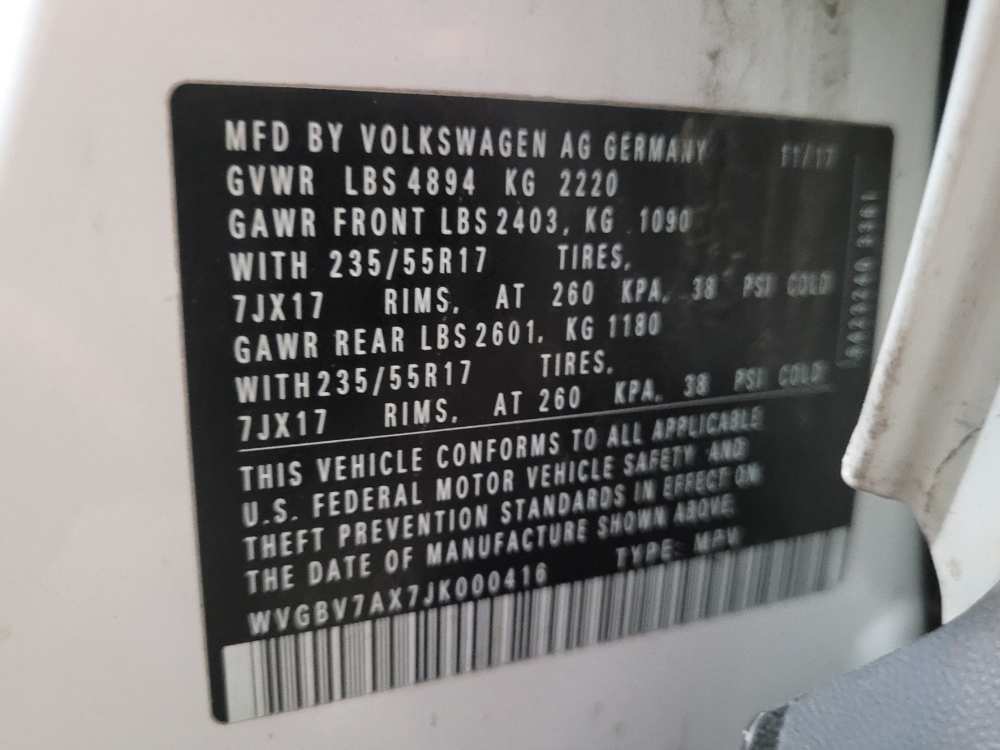 MFD BY VOLKSWAGEN AG GERMANY 11/17
GVWR LBS 4894 KG 2220
GAWR FRONT LBS 2403, KG 1090
WITH 235/55R17 TIRES,
7JX17 RIMS, AT 260 KPA, 38 PSI COLD
GAWR REAR LBS 2601, KG 1180
WITH 235/55R17 TIRES,
7JX17 RIMS, AT 260 KPA, 38 PSI COLD
THIS VEHICLE CONFORMS TO ALL APPLICABLE
U.S. FEDERAL MOTOR VEHICLE SAFETY AND
THEFT PREVENTION STANDARDS IN EFFECT ON
THE DATE OF MANUFACTURE SHOWN ABOVE.
WVGBV7AX7JK000416 TYPE: MPV